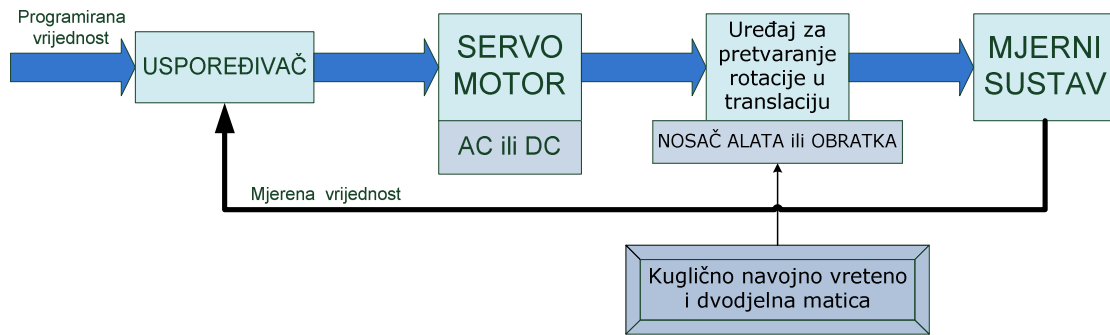 Programirana
vrijednost
USPOREĐIVAČ
SERVO
MOTOR
AC ili DC
Uređaj za
pretvaranje
rotacije u
translaciju
NOSAČ ALATA ili OBRATKA
MJERNI
SUSTAV
Mjerena vrijednost
Kuglično navojno vreteno
i dvodjelna matica